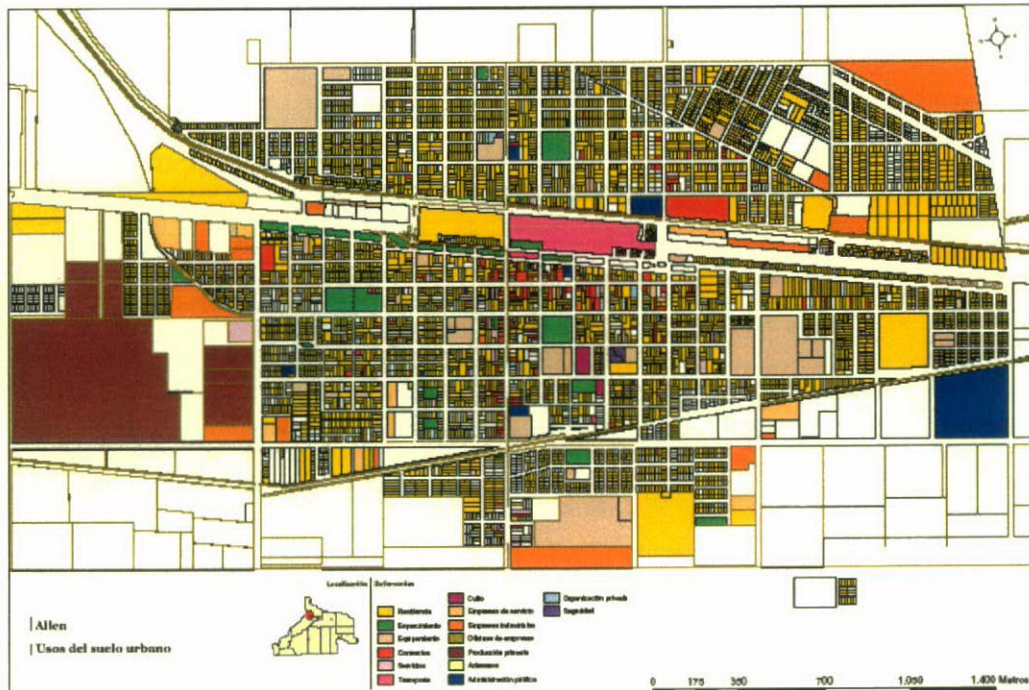 Localización
Referencias
Residencia
Esparcimiento
Equipamiento
Comercios
Servicios
Transporte
Culto
Empresas de servicio
Empresas industriales
Oficinas de empresas
Producción primaria
Administración pública
Organización privada
Seguridad
Allen
Usos del suelo urbano
0 175 350 700 1,050 1,400 Metros